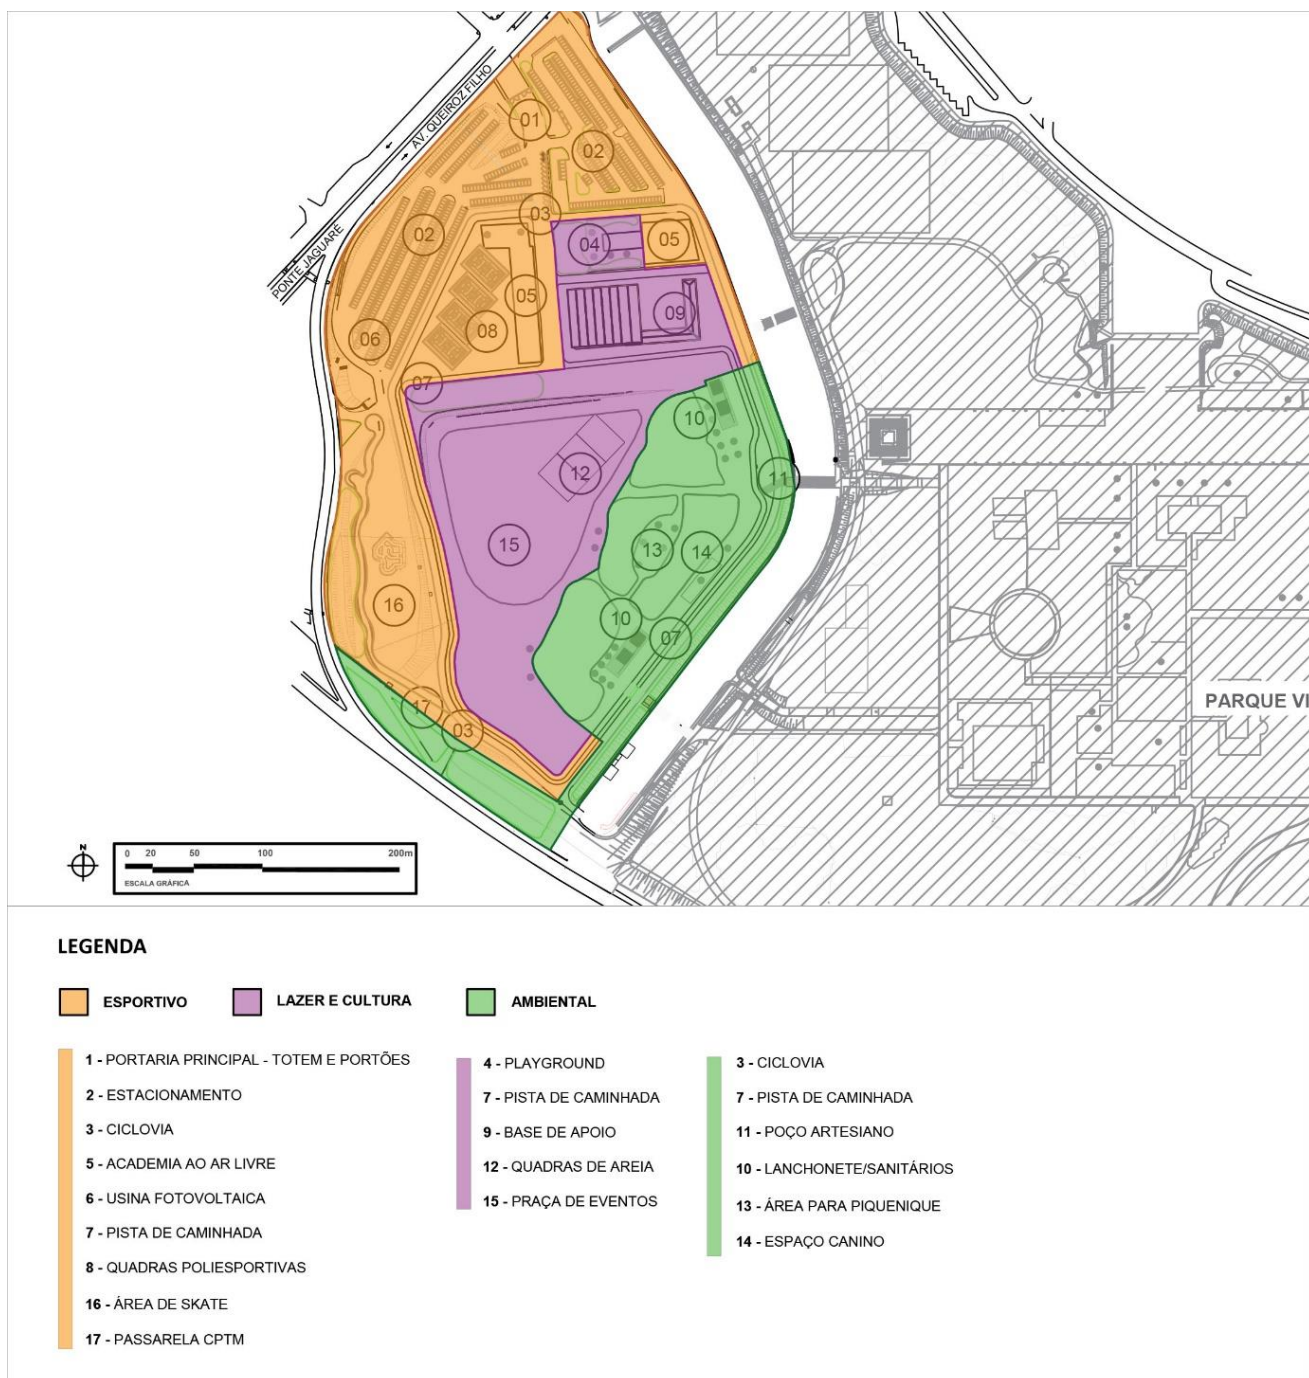 AV. QUEIROZ FILHO
PONTE JAGUARÉ
01
02
03
02
04
05
05
09
08
06
07
10
12
11
15
13
14
16
10
07
17
03
PARQUE VI
N
0 20 50 100 200m
ESCALA GRÁFICA
LEGENDA
ESPORTIVO
LAZER E CULTURA
AMBIENTAL
1 - PORTARIA PRINCIPAL - TOTEM E PORTÕES
2 - ESTACIONAMENTO
3 - CICLOVIA
5 - ACADEMIA AO AR LIVRE
6 - USINA FOTOVOLTAICA
7 - PISTA DE CAMINHADA
8 - QUADRAS POLIESPORTIVAS
16 - ÁREA DE SKATE
17 - PASSARELA CPTM
4 - PLAYGROUND
7 - PISTA DE CAMINHADA
9 - BASE DE APOIO
12 - QUADRAS DE AREIA
15 - PRAÇA DE EVENTOS
3 - CICLOVIA
7 - PISTA DE CAMINHADA
11 - POÇO ARTESIANO
10 - LANCHONETE/SANITÁRIOS
13 - ÁREA PARA PIQUENIQUE
14 - ESPAÇO CANINO